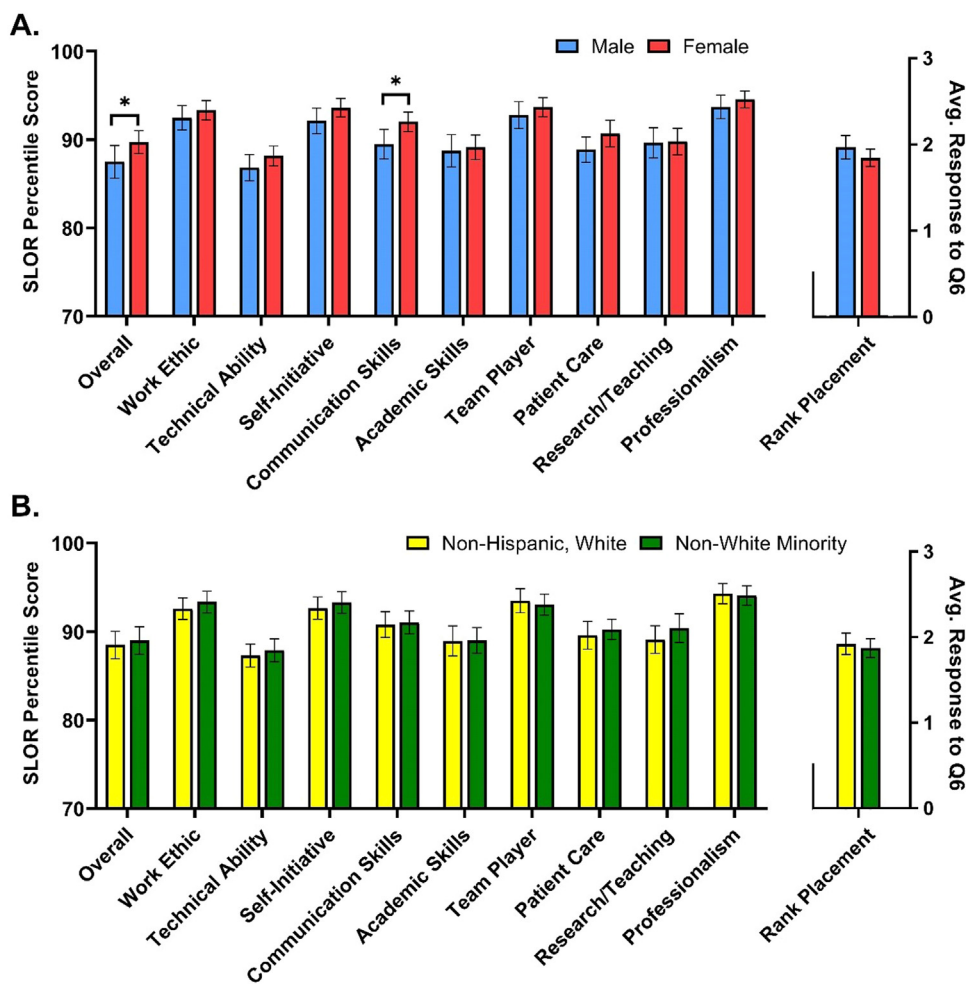 A.
Male Female
SLOR Percentile Score
100
90
80
70
*
*
Overall
Work Ethic
Technical Ability
Self-Initiative
Communication Skills
Academic Skills
Team Player
Patient Care
Research/Teaching
Professionalism
Rank Placement
3
2
1
0
Avg. Response to Q6
B.
Non-Hispanic, White Non-White Minority
SLOR Percentile Score
100
90
80
70
Overall
Work Ethic
Technical Ability
Self-Initiative
Communication Skills
Academic Skills
Team Player
Patient Care
Research/Teaching
Professionalism
Rank Placement
3
2
1
0
Avg. Response to Q6